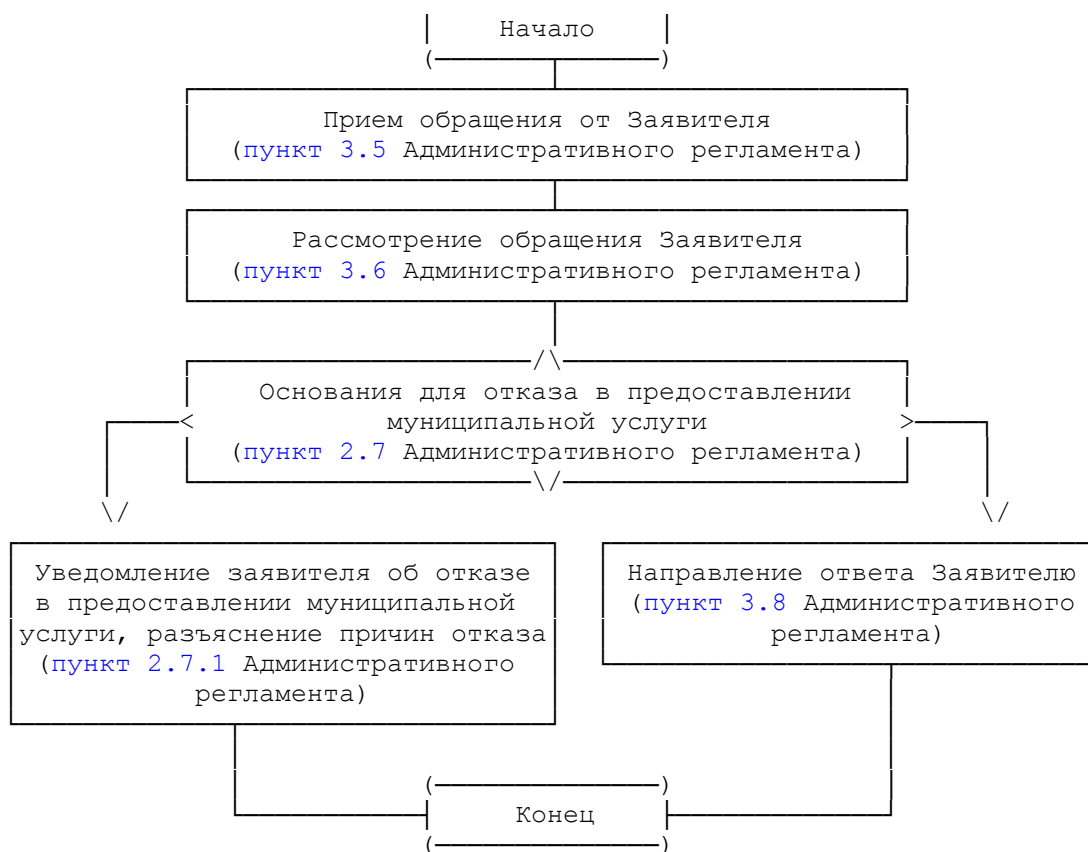 Начало
Прием обращения от Заявителя
(пункт 3.5 Административного регламента)
Рассмотрение обращения Заявителя
(пункт 3.6 Административного регламента)
Основания для отказа в предоставлении
муниципальной услуги
(пункт 2.7 Административного регламента)
Уведомление заявителя об отказе
в предоставлении муниципальной
услуги, разъяснение причин отказа
(пункт 2.7.1 Административного
регламента)
Направление ответа Заявителю
(пункт 3.8 Административного
регламента)
Конец